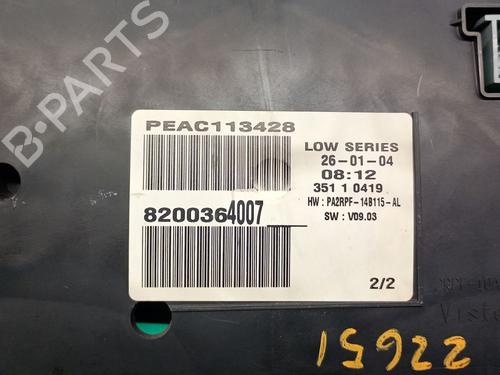 B-PARTS
PEAC113428
LOW SERIES
26-01-04
08:12
351 1 0419
HW : PA2RPF-14B115-AL
SW : V09.03
8200364007
2/2
15922